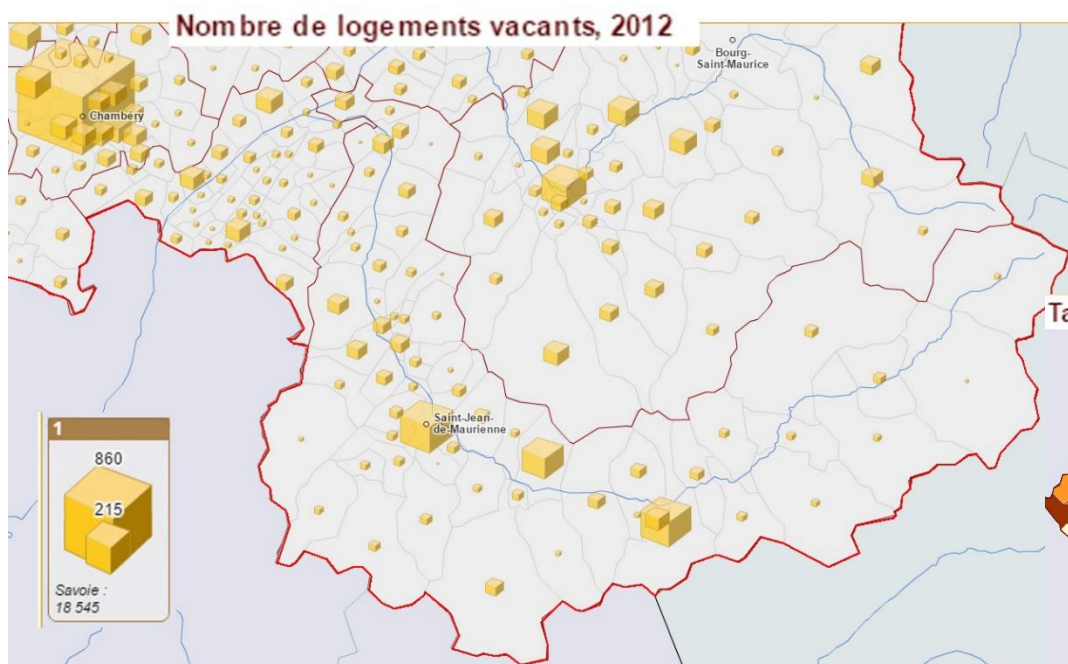 Nombre de logements vacants, 2012
Bourg-
Saint-Maurice
Chambéry
Ta
Saint-Jean-
de-Maurienne
1
860
215
Savoie :
18 545